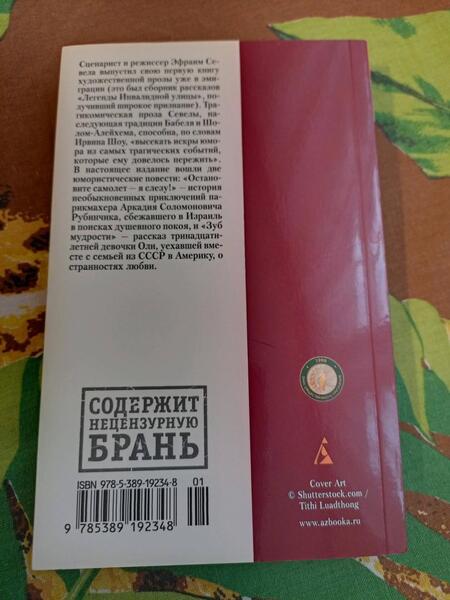 Сценарист и режиссер Эфраим Се-
вела выпустил свою первую книгу
художественной прозы уже в эми-
грации (это был сборник рассказов
«Легенды Инвалидной улицы», по-
лучивший широкое признание). Тра-
гикомическая проза Севелы, на-
следующая традиции Бабеля и Шо-
лом-Алейхема, способна, по словам
Ирвина Шоу, «высекать искры юмо-
ра из самых трагических событий,
которые ему довелось пережить».
В настоящее издание вошли две
юмористические повести: «Остано-
вите самолет – я слезу!» – история
необыкновенных приключений па-
рикмахера Аркадия Соломоновича
Рубинчика, сбежавшего в Израиль
в поисках душевного покоя, и «Зуб
мудрости» – рассказ тринадцати-
летней девочки Оли, уехавшей вме-
сте с семьей из СССР в Америку, о
странностях любви.
СОДЕРЖИТ
НЕЦЕНЗУРНУЮ
БРАНЬ
ISBN 978-5-389-19234-8
01
9 785389 192348
1995
Cover Art
© Shutterstock.com /
Tithi Luadthong
www.azbooka.ru